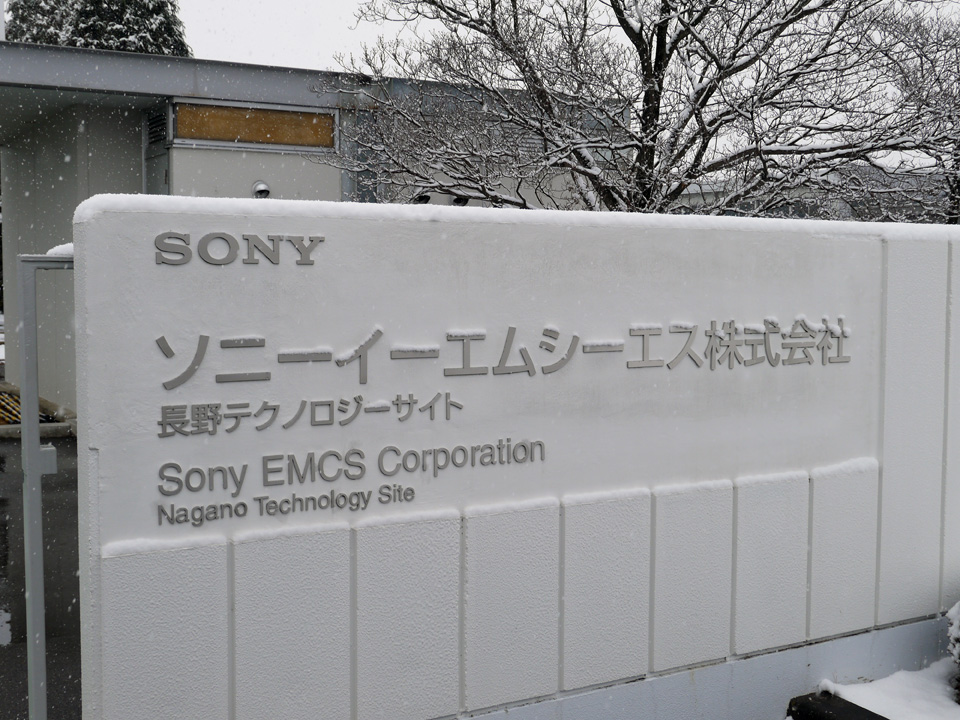 SONY
ソニーイーエムシーエス株式会社
長野テクノロジーサイト
Sony EMCS Corporation
Nagano Technology Site